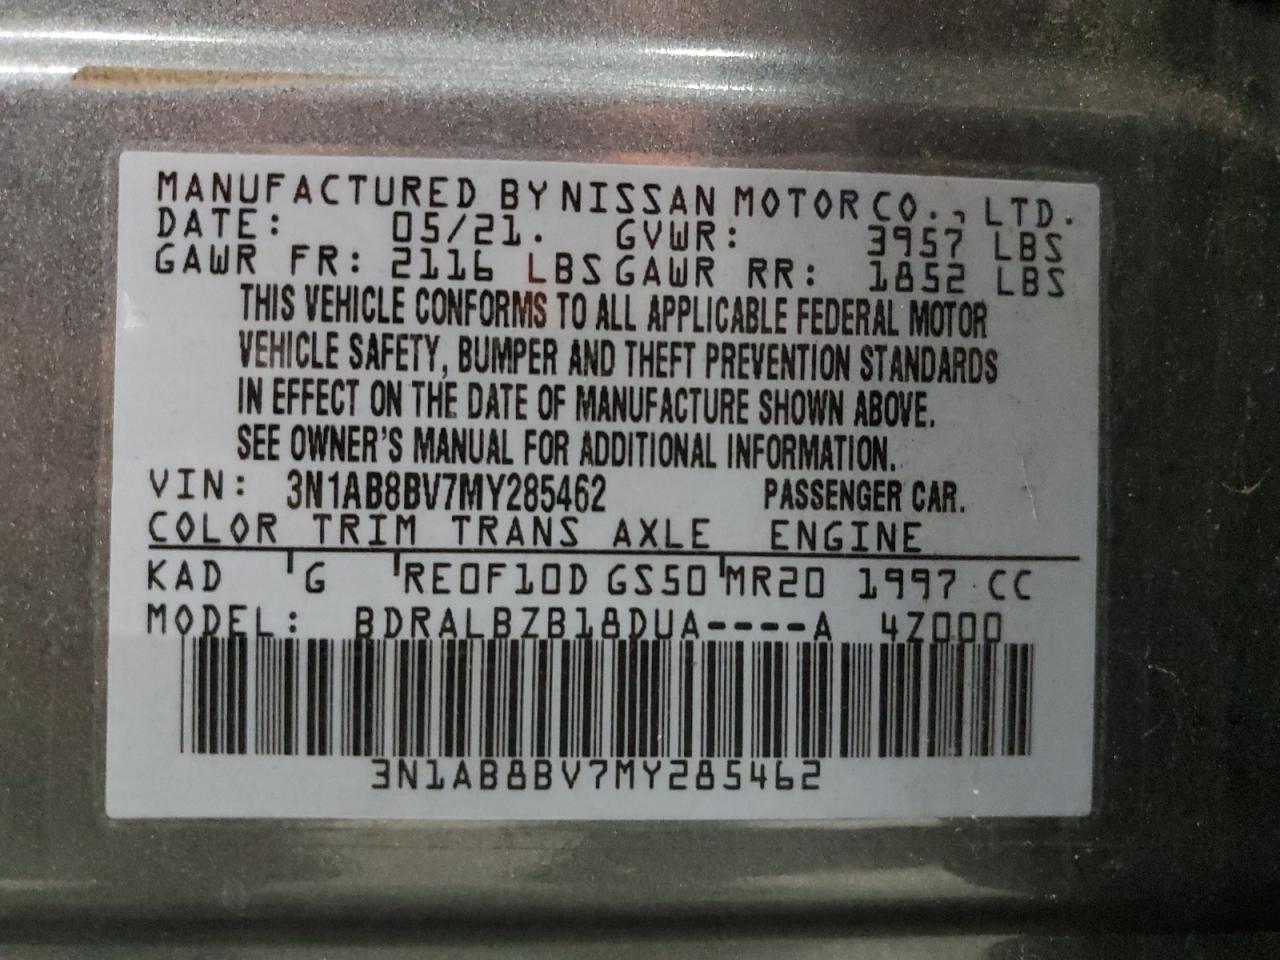 MANUFACTURED BY NISSAN MOTOR CO., LTD.
DATE: 05/21. GVWR: 3957 LBS
GAWR FR: 2116 LBS GAWR RR: 1852 LBS
THIS VEHICLE CONFORMS TO ALL APPLICABLE FEDERAL MOTOR
VEHICLE SAFETY, BUMPER AND THEFT PREVENTION STANDARDS
IN EFFECT ON THE DATE OF MANUFACTURE SHOWN ABOVE.
SEE OWNER'S MANUAL FOR ADDITIONAL INFORMATION.
VIN: 3N1AB8BV7MY285462 PASSENGER CAR.
COLOR TRIM TRANS AXLE ENGINE
KAD G RE0F10D GS50 MR20 1997 CC
MODEL: BDRALBZB18DUA----A 4Z000
3N1AB8BV7MY285462